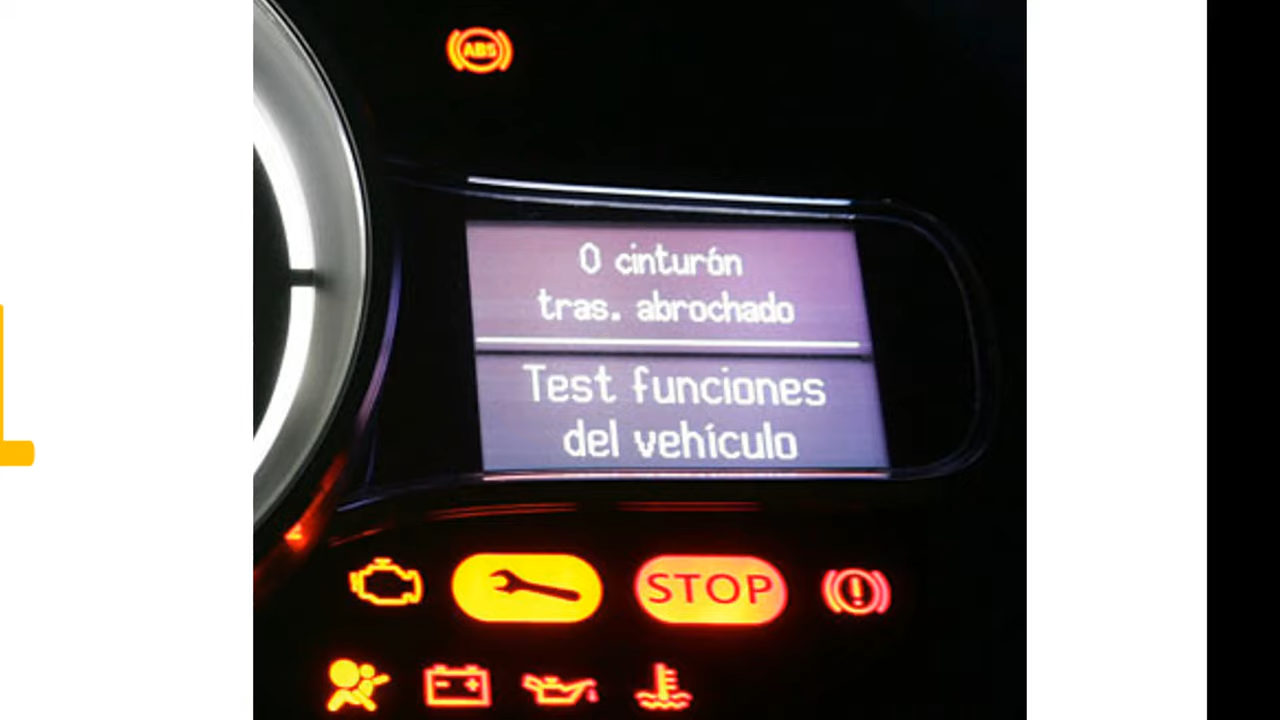 ABS
0 cinturón
tras. abrochado
Test funciones
del vehículo
STOP